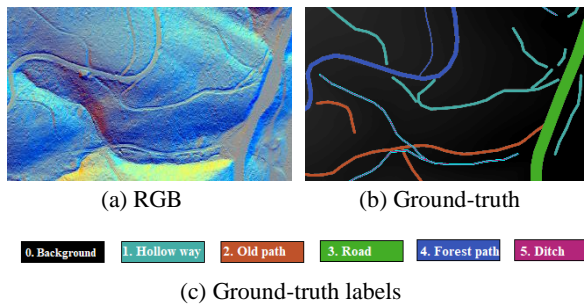 (a) RGB
(b) Ground-truth
0. Background
1. Hollow way
2. Old path
3. Road
4. Forest path
5. Ditch
(c) Ground-truth labels